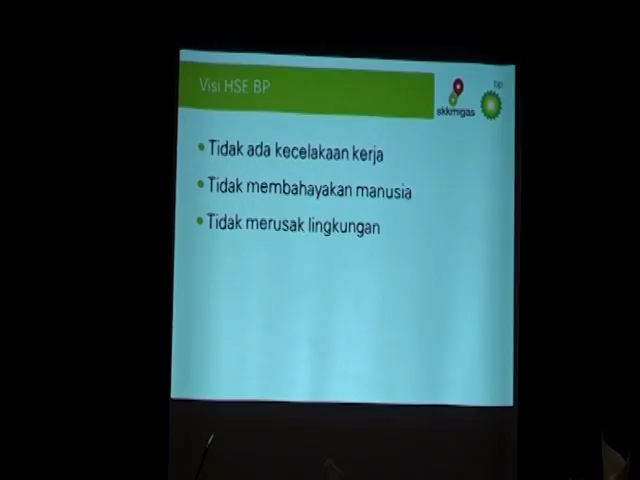 Visi HSE BP
skkmigas
bp
Tidak ada kecelakaan kerja
Tidak membahayakan manusia
Tidak merusak lingkungan